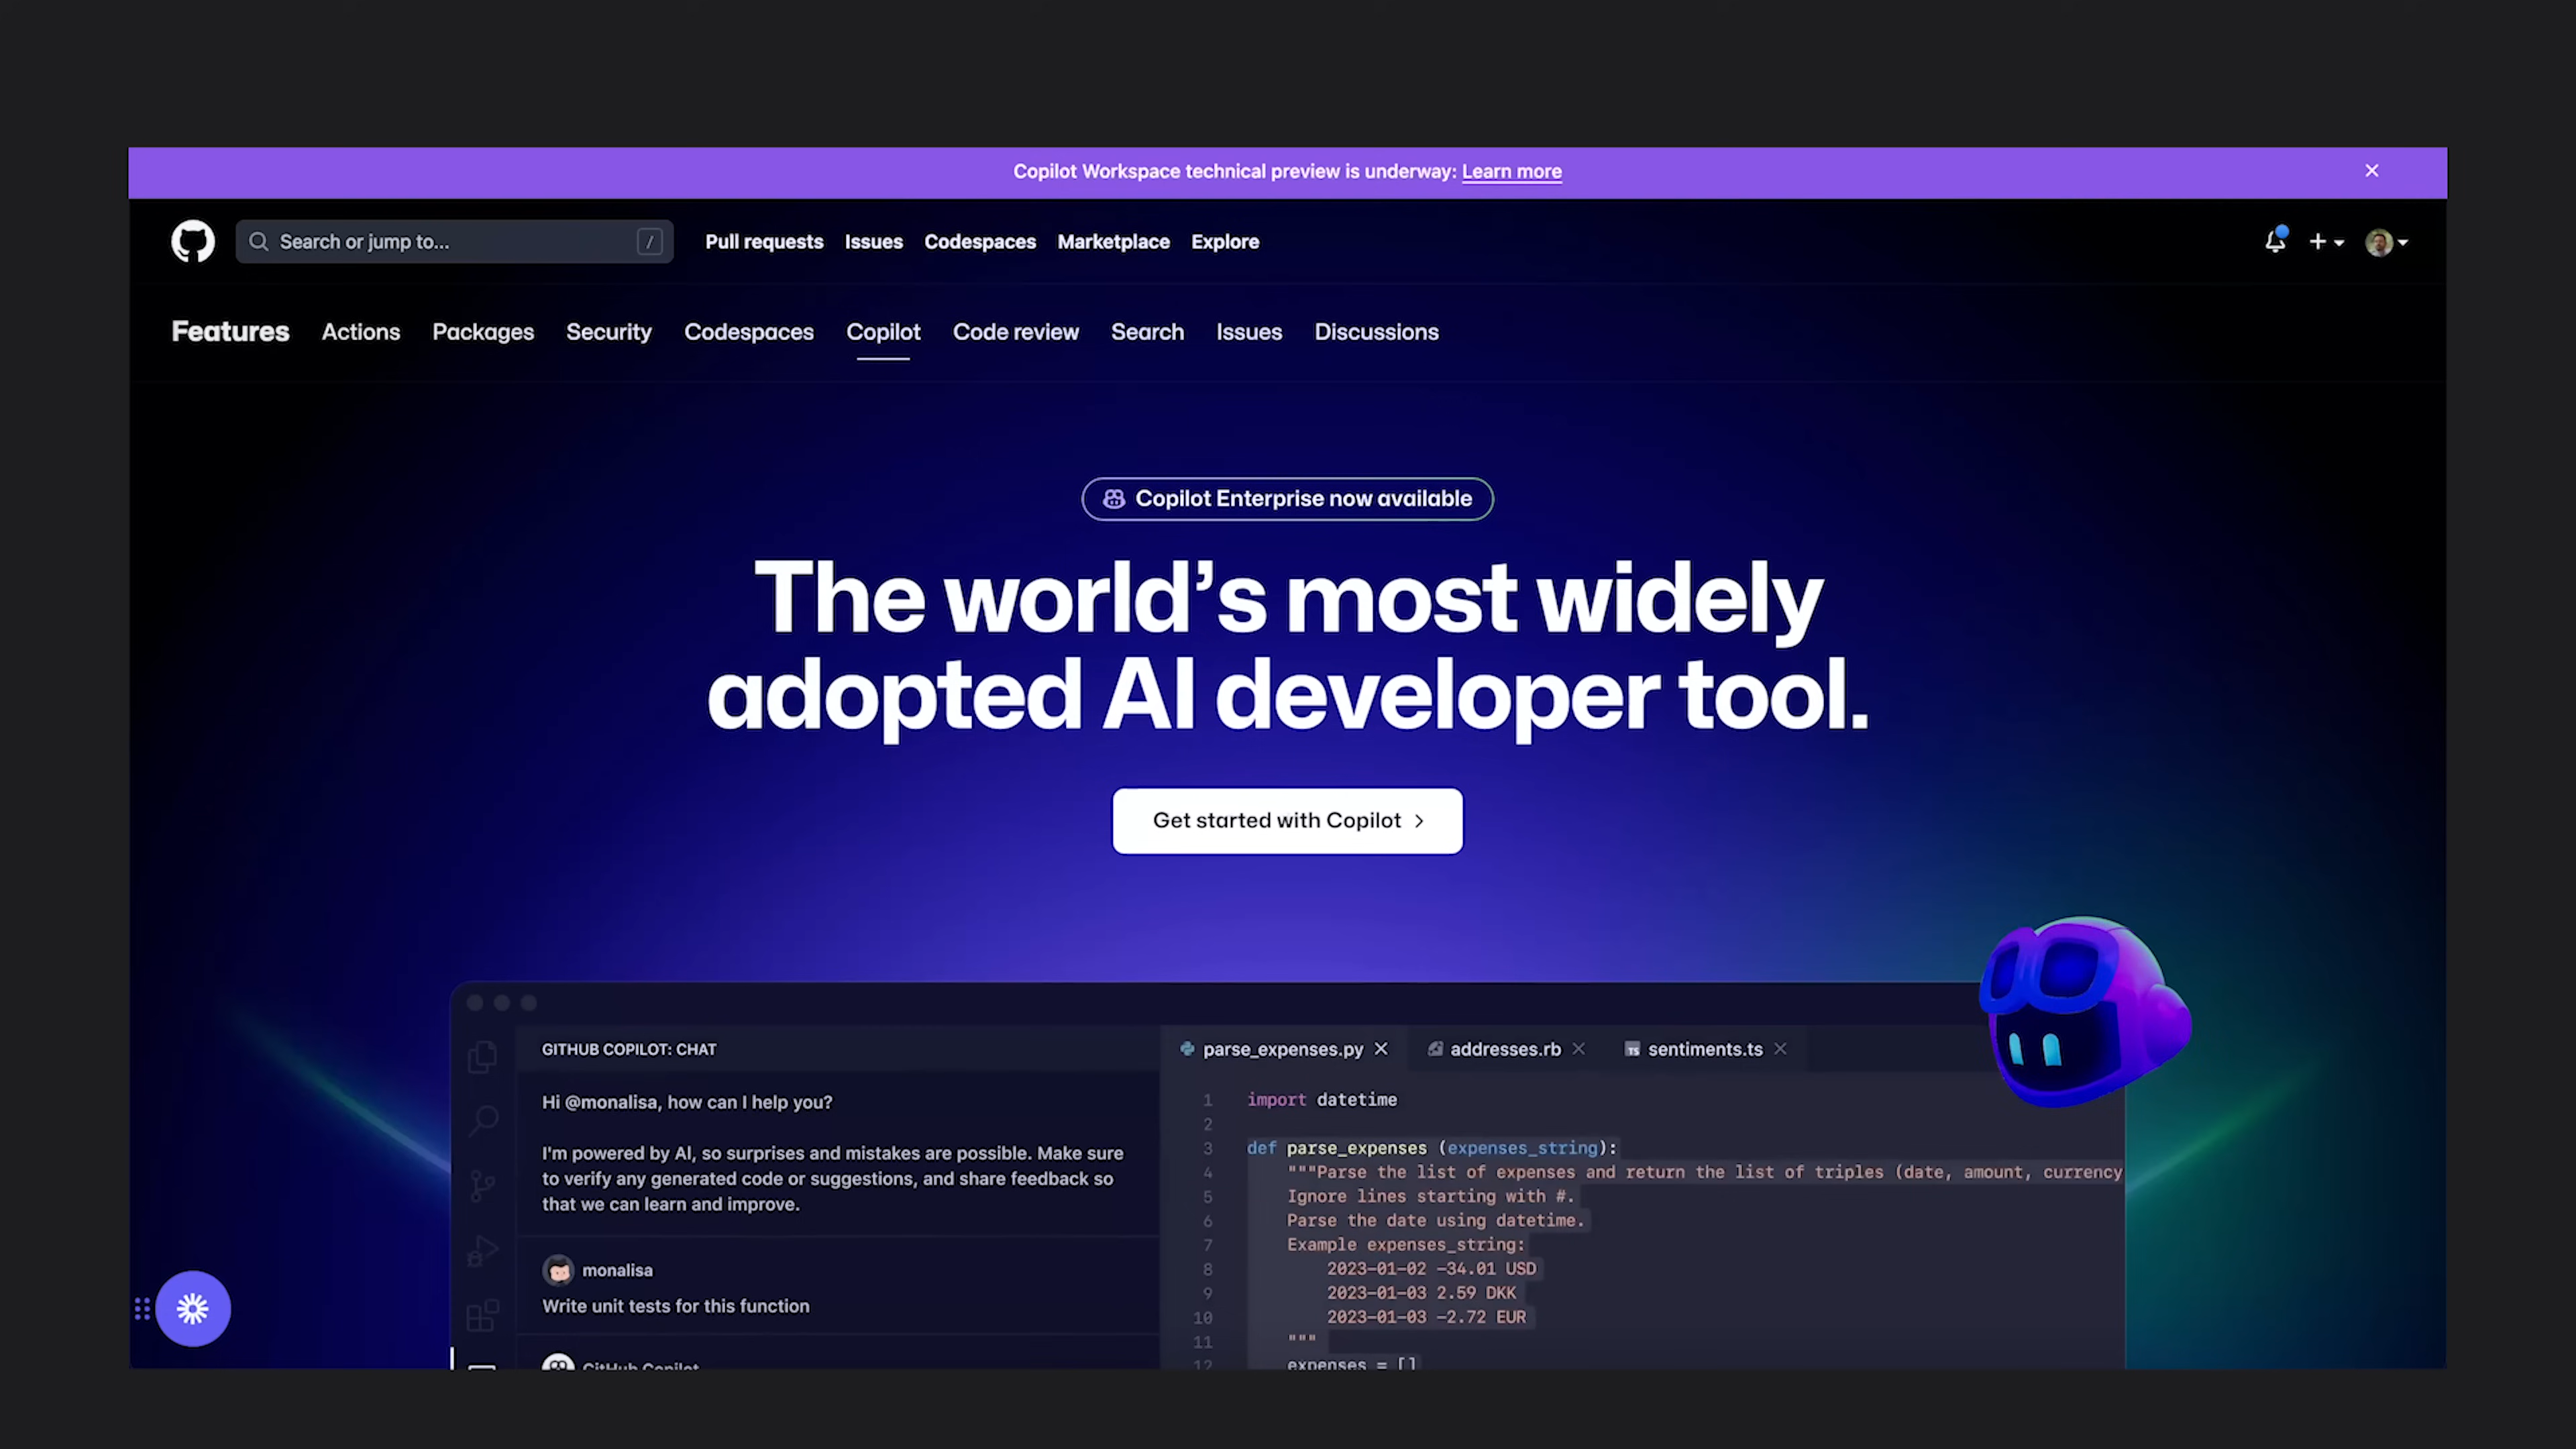 Copilot Workspace technical preview is underway: Learn more
Search or jump to... /
Pull requests Issues Codespaces Marketplace Explore
Features Actions Packages Security Codespaces Copilot Code review Search Issues Discussions
Copilot Enterprise now available
The world’s most widely
adopted AI developer tool.
Get started with Copilot
GITHUB COPILOT: CHAT
Hi @monalisa, how can I help you?
I'm powered by AI, so surprises and mistakes are possible. Make sure
to verify any generated code or suggestions, and share feedback so
that we can learn and improve.
monalisa
Write unit tests for this function
GitHub Copilot
parse_expenses.py addresses.rb TS sentiments.ts
1 import datetime
2
3 def parse_expenses (expenses_string):
4 """Parse the list of expenses and return the list of triples (date, amount, currency
5 Ignore lines starting with #.
6 Parse the date using datetime.
7 Example expenses_string:
8 2023-01-02 -34.01 USD
9 2023-01-03 2.59 DKK
10 2023-01-03 -2.72 EUR
11 """
12 expenses = []